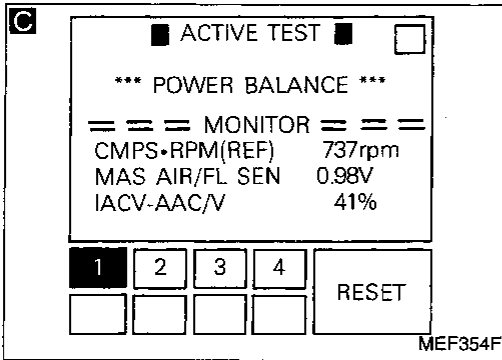 C
■ ACTIVE TEST ■
*** POWER BALANCE ***
= = = MONITOR = = =
CMPS•RPM(REF) 737rpm
MAS AIR/FL SEN 0.98V
IACV-AAC/V 41%
1 2 3 4 RESET
MEF354F